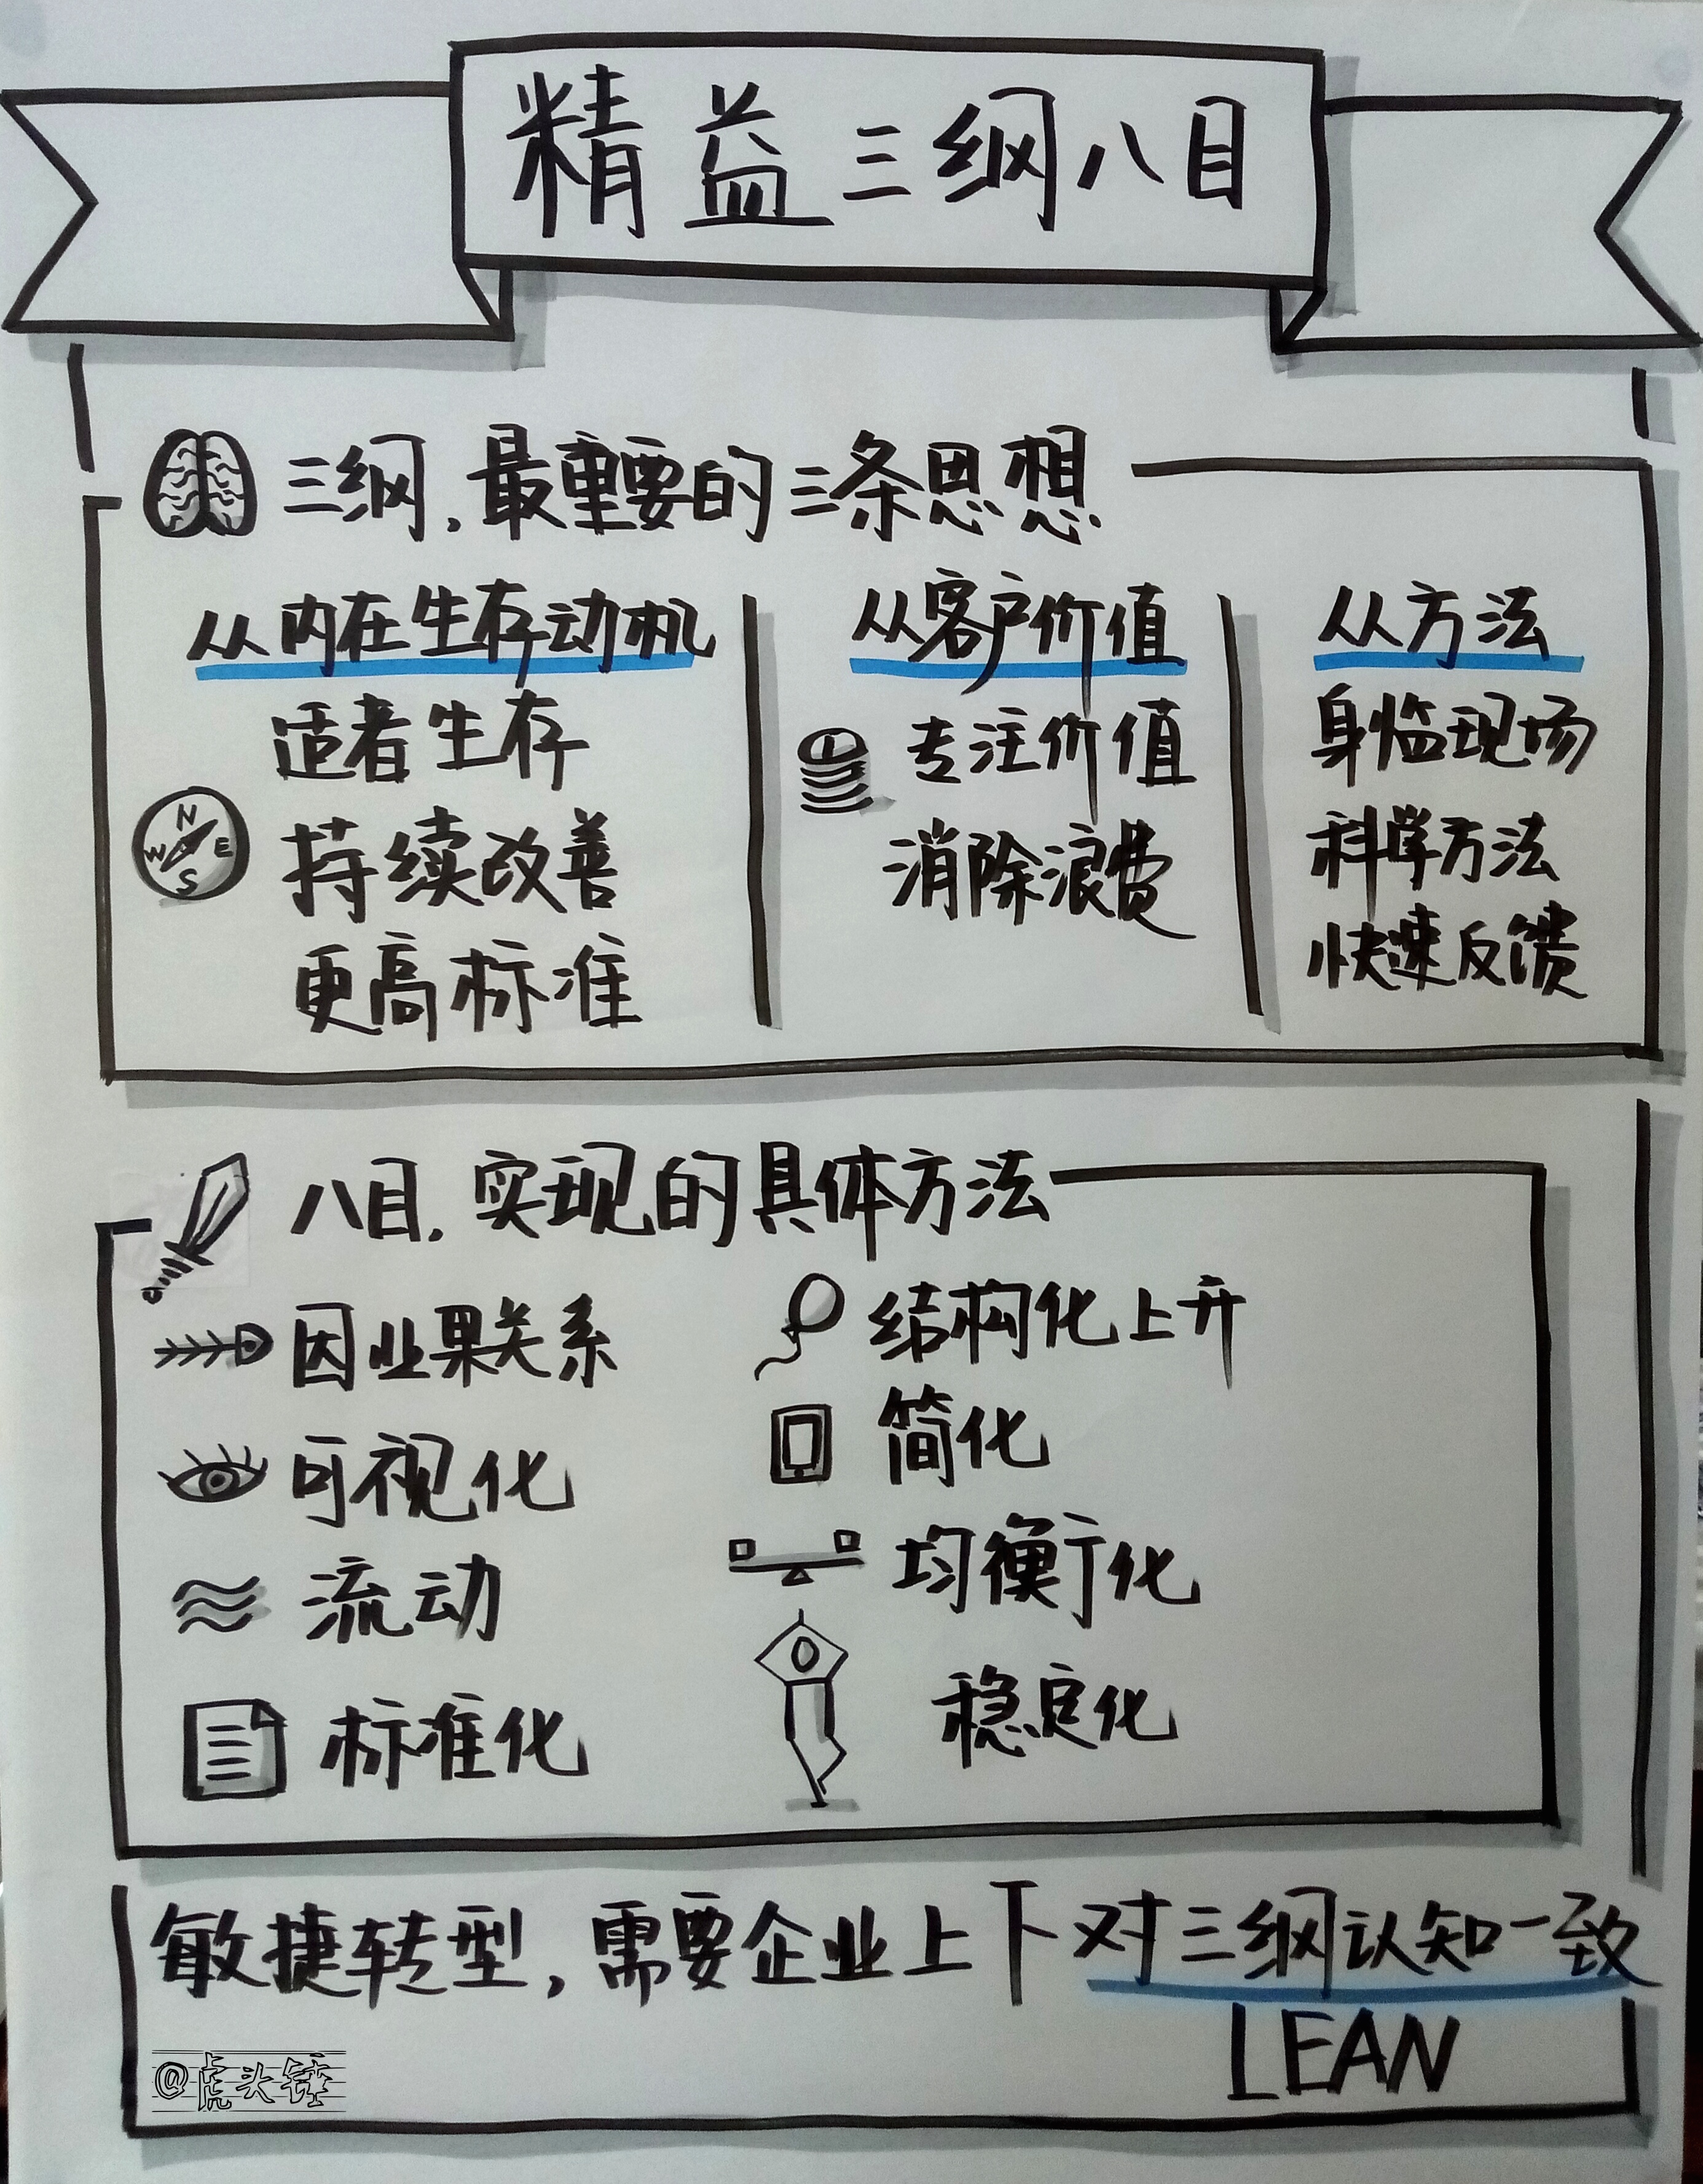 精益三纲八目
三纲,最重要的三条思想
从内在生存动机
适者生存
持续改善
更高标准
从客户价值
专注价值
消除浪费
从方法
身临现场
科学方法
快速反馈
N
W E
S
八目.实现的具体方法
因业果关系
可视化
流动
标准化
结构化上升
简化
均衡化
稳定化
敏捷转型,需要企业上下对三纲认知一致
LEAN
@虎头锤